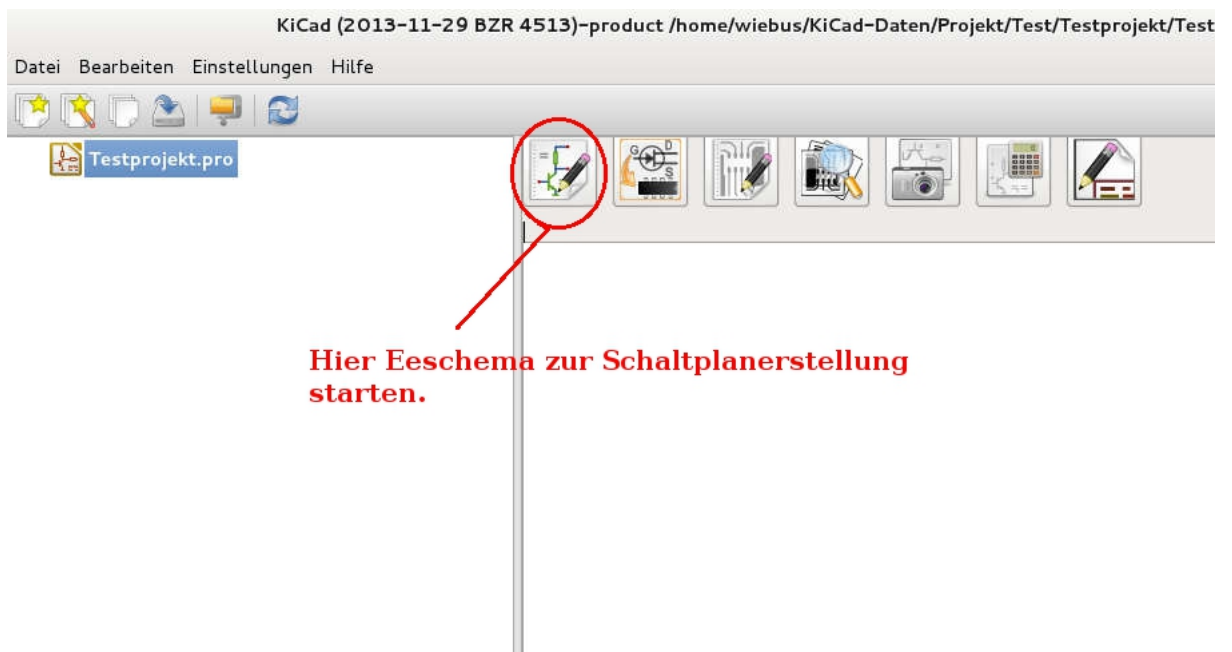 KiCad (2013-11-29 BZR 4513)-product /home/wiebus/KiCad-Daten/Projekt/Test/Testprojekt/Test
Datei Bearbeiten Einstellungen Hilfe
Testprojekt.pro
G D
S
Hier Eeschema zur Schaltplanerstellung
starten.